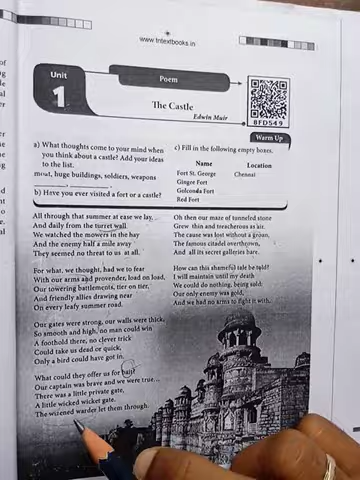 www tntextbooks.in
Unit
1
Poem
The Castle
Edwin Muir
8FD549
Warm Up
a) What thoughts come to your mind when
you think about a castle? Add your ideas
to the list.
moat, huge buildings, soldiers, weapons
b) Have you ever visited a fort or a castle?
c) Fill in the following empty boxes.
Name Location
Fort St. George Chennai
Gingee Fort
Golconda Fort
Red Fort
All through that summer at ease we lay,
And daily from the turret wall
We watched the mowers in the hay
And the enemy half a mile away
They seemed no threat to us at all.
For what, we thought, had we to fear
With our arms and provender, load on load,
Our towering battlements, tier on tier,
And friendly allies drawing near
On every leafy summer road.
Our gates were strong, our walls were thick,
So smooth and high, no man could win
A foothold there, no clever trick
Could take us dead or quick,
Only a bird could have got in.
What could they offer us for bait?
Our captain was brave and we were true...
There was a little private gate,
A little wicked wicket gate.
The wizened warder let them through.
Oh then our maze of tunneled stone
Grew thin and treacherous as air.
The cause was lost without a groan,
The famous citadel overthrown,
And all its secret galleries bare.
How can this shameful tale be told?
I will maintain until my death
We could do nothing, being sold:
Our only enemy was gold,
And we had no arms to fight it with.